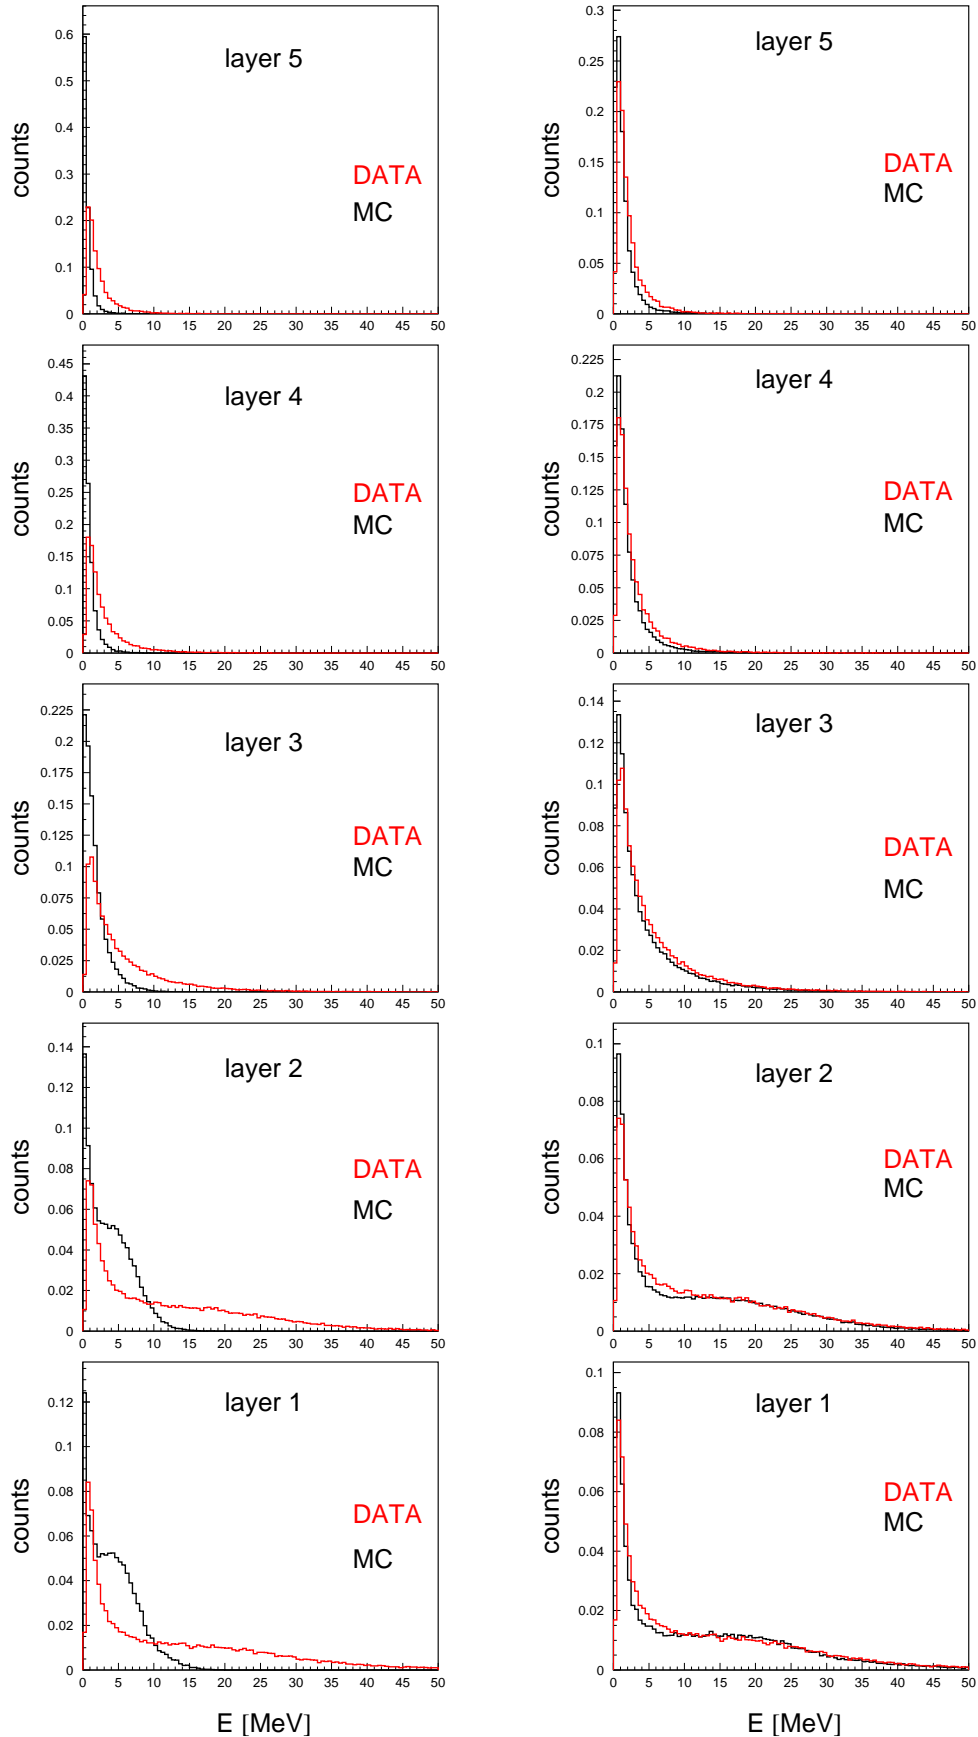 layer 5
counts
DATA
MC
0.6
0.5
0.4
0.3
0.2
0.1
0
0 5 10 15 20 25 30 35 40 45 50
layer 5
counts
DATA
MC
0.3
0.25
0.2
0.15
0.1
0.05
0
0 5 10 15 20 25 30 35 40 45 50
layer 4
counts
DATA
MC
0.45
0.4
0.35
0.3
0.25
0.2
0.15
0.1
0.05
0
0 5 10 15 20 25 30 35 40 45 50
layer 4
counts
DATA
MC
0.225
0.2
0.175
0.15
0.125
0.1
0.075
0.05
0.025
0
0 5 10 15 20 25 30 35 40 45 50
layer 3
counts
DATA
MC
0.225
0.2
0.175
0.15
0.125
0.1
0.075
0.05
0.025
0
0 5 10 15 20 25 30 35 40 45 50
layer 3
counts
DATA
MC
0.14
0.12
0.1
0.08
0.06
0.04
0.02
0
0 5 10 15 20 25 30 35 40 45 50
layer 2
counts
DATA
MC
0.14
0.12
0.1
0.08
0.06
0.04
0.02
0
0 5 10 15 20 25 30 35 40 45 50
layer 2
counts
DATA
MC
0.1
0.08
0.06
0.04
0.02
0
0 5 10 15 20 25 30 35 40 45 50
layer 1
counts
DATA
MC
0.12
0.1
0.08
0.06
0.04
0.02
0
0 5 10 15 20 25 30 35 40 45 50
E [MeV]
layer 1
counts
DATA
MC
0.1
0.08
0.06
0.04
0.02
0
0 5 10 15 20 25 30 35 40 45 50
E [MeV]